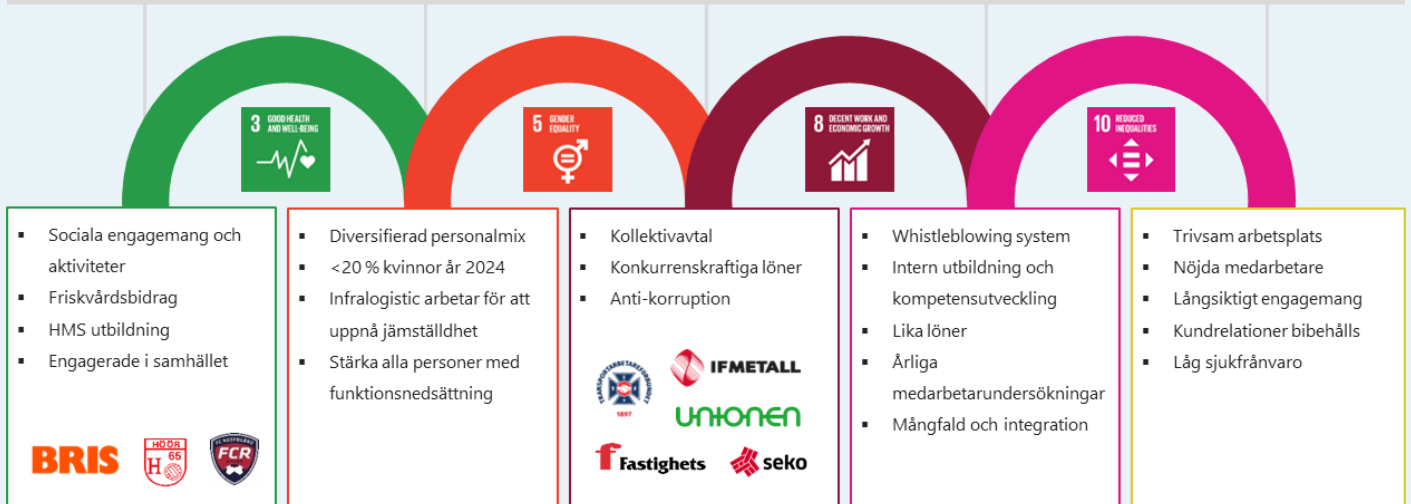 3 GOOD HEALTH
AND WELL-BEING
5 GENDER
EQUALITY
8 DECENT WORK AND
ECONOMIC GROWTH
10 REDUCED
INEQUALITIES
▪ Sociala engagemang och
aktiviteter
▪ Friskvårdsbidrag
▪ HMS utbildning
▪ Engagerade i samhället
BRIS
HÖÖR
65
H
FC ROSENGÅRD
FCR
▪ Diversifierad personalmix
▪ <20 % kvinnor år 2024
▪ Infralogistic arbetar för att
uppnå jämställdhet
▪ Stärka alla personer med
funktionsnedsättning
▪ Kollektivavtal
▪ Konkurrenskraftiga löner
▪ Anti-korruption
TRANSPORTARBETAREFÖRBUNDET
1897
IFMETALL
unionen
f Fastighets
seko
▪ Whistleblowing system
▪ Intern utbildning och
kompetensutveckling
▪ Lika löner
▪ Årliga
medarbetarundersökningar
▪ Mångfald och integration
▪ Trivsam arbetsplats
▪ Nöjda medarbetare
▪ Långsiktigt engagemang
▪ Kundrelationer bibehålls
▪ Låg sjukfrånvaro